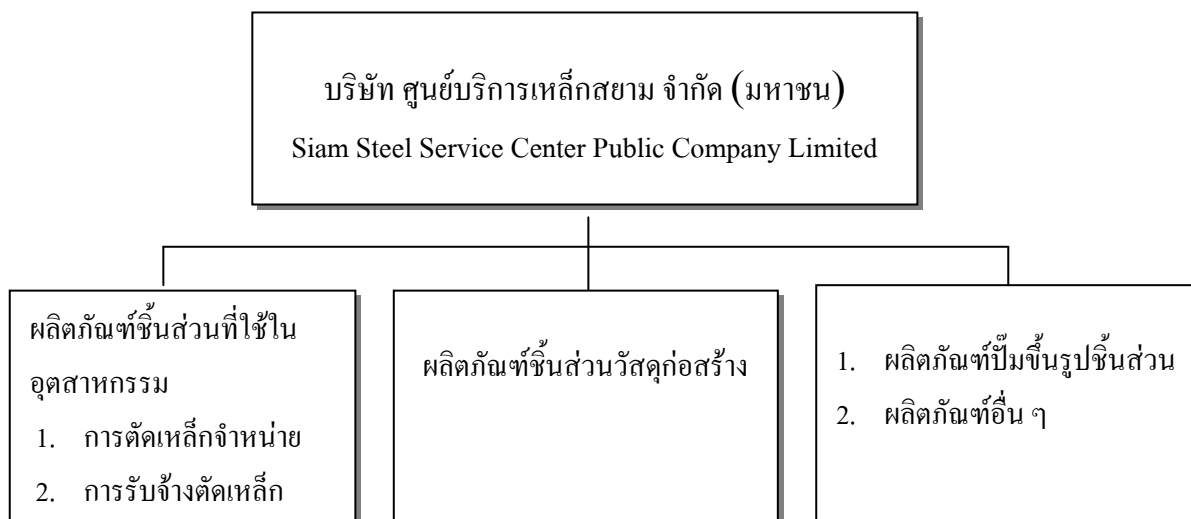 บริษัท ศูนย์บริการเหล็กสยาม จำกัด (มหาชน)
Siam Steel Service Center Public Company Limited
ผลิตภัณฑ์ชิ้นส่วนที่ใช้ใน
อุตสาหกรรม
1. การตัดเหล็กจำหน่าย
2. การรับจ้างตัดเหล็ก
ผลิตภัณฑ์ชิ้นส่วนวัสดุก่อสร้าง
1. ผลิตภัณฑ์ปั๊มขึ้นรูปชิ้นส่วน
2. ผลิตภัณฑ์อื่น ๆ